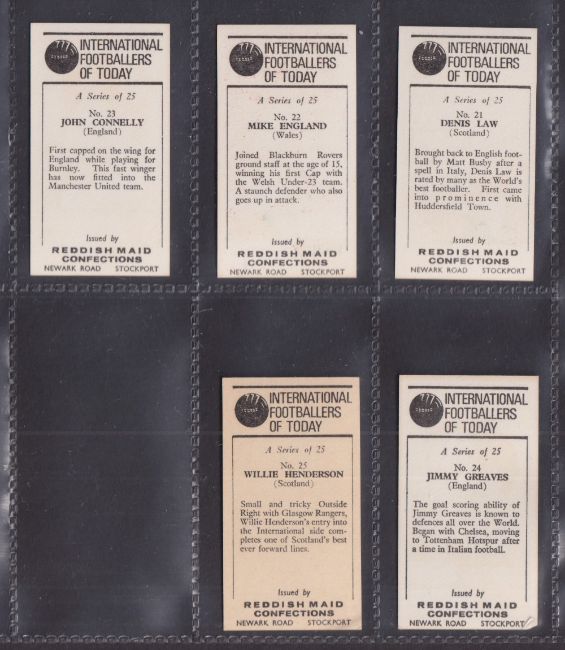 INTERNATIONAL
FOOTBALLERS
OF TODAY
A Series of 25
No. 23
JOHN CONNELLY
(England)
First capped on the wing for
England while playing for
Burnley. This fast winger
has now fitted into the
Manchester United team.
Issued by
REDDISH MAID
CONFECTIONS
NEWARK ROAD STOCKPORT
INTERNATIONAL
FOOTBALLERS
OF TODAY
A Series of 25
No. 22
MIKE ENGLAND
(Wales)
Joined Blackburn Rovers
ground staff at the age of 15,
winning his first Cap with
the Welsh Under-23 team.
A staunch defender who also
goes up in attack.
Issued by
REDDISH MAID
CONFECTIONS
NEWARK ROAD STOCKPORT
INTERNATIONAL
FOOTBALLERS
OF TODAY
A Series of 25
No. 21
DENIS LAW
(Scotland)
Brought back to English foot-
ball by Matt Busby after a
spell in Italy, Denis Law is
rated by many as the World's
best footballer. First came
into prominence with
Huddersfield Town.
Issued by
REDDISH MAID
CONFECTIONS
NEWARK ROAD STOCKPORT
INTERNATIONAL
FOOTBALLERS
OF TODAY
A Series of 25
No. 25
WILLIE HENDERSON
(Scotland)
Small and tricky Outside
Right with Glasgow Rangers,
Willie Henderson's entry into
the International side com-
pletes one of Scotland's best
ever forward lines.
Issued by
REDDISH MAID
CONFECTIONS
NEWARK ROAD STOCKPORT
INTERNATIONAL
FOOTBALLERS
OF TODAY
A Series of 25
No. 24
JIMMY GREAVES
(England)
The goal scoring ability of
Jimmy Greaves is known to
defences all over the World.
Began with Chelsea, moving
to Tottenham Hotspur after
a time in Italian football.
Issued by
REDDISH MAID
CONFECTIONS
NEWARK ROAD STOCKPORT